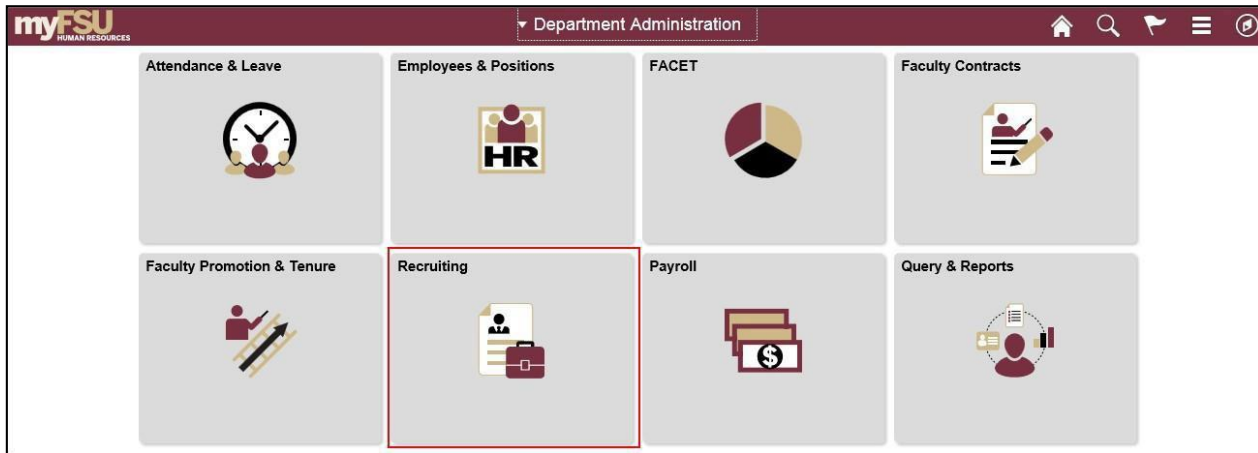 myFSU
HUMAN RESOURCES
Department Administration
Attendance & Leave
Employees & Positions
HR
FACET
Faculty Contracts
Faculty Promotion & Tenure
Recruiting
Payroll
$
Query & Reports